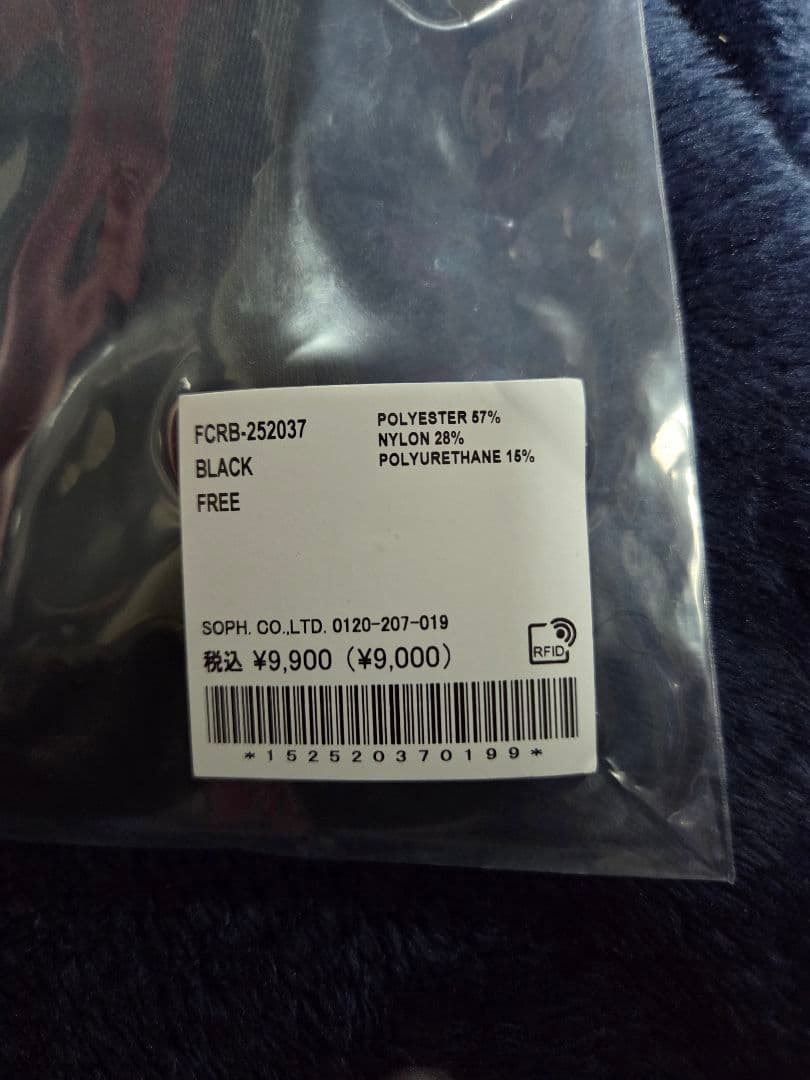 FCRB-252037
BLACK
FREE
POLYESTER 57%
NYLON 28%
POLYURETHANE 15%
SOPH. CO.,LTD. 0120-207-019
税込 ¥9,900 (¥9,000)
RFID
*152520370199*